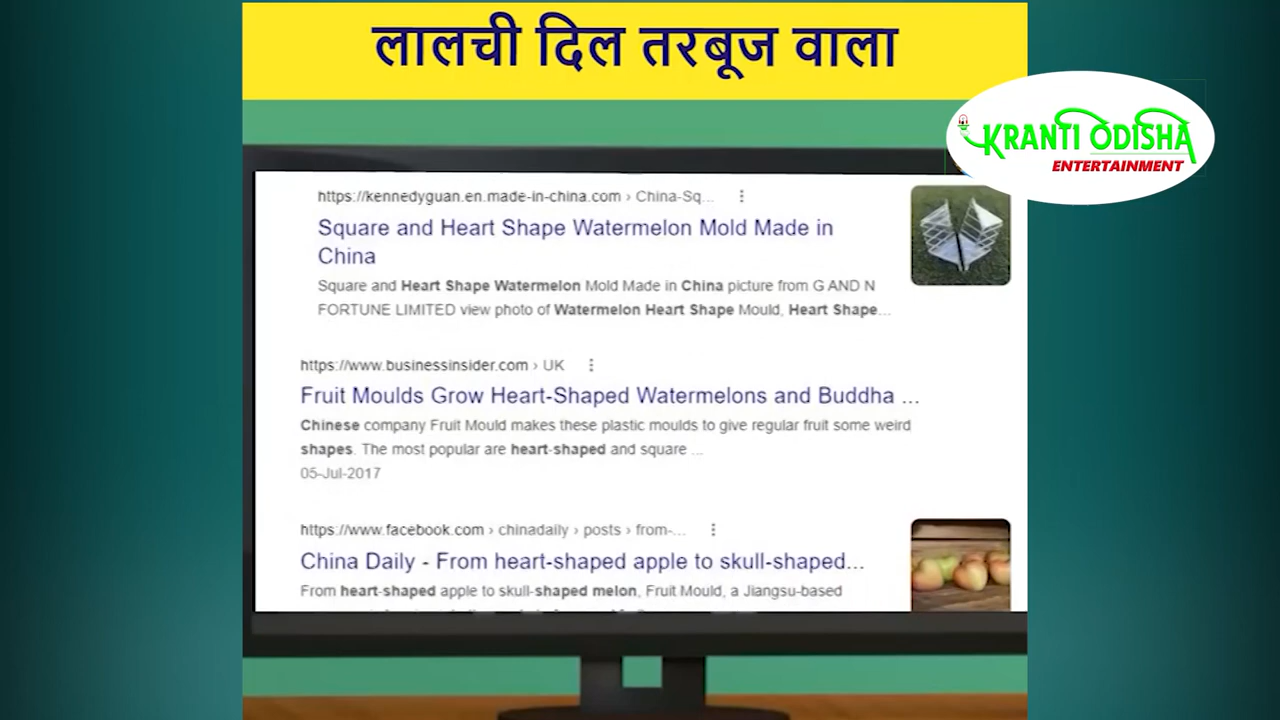 लालची दिल तरबूज वाला
KRANTI ODISHA
ENTERTAINMENT
https://kennedyguan.en.made-in-china.com › China-Sq...
Square and Heart Shape Watermelon Mold Made in
China
Square and Heart Shape Watermelon Mold Made in China picture from G AND N
FORTUNE LIMITED view photo of Watermelon Heart Shape Mould, Heart Shape...
https://www.businessinsider.com › UK
Fruit Moulds Grow Heart-Shaped Watermelons and Buddha ...
Chinese company Fruit Mould makes these plastic moulds to give regular fruit some weird
shapes. The most popular are heart-shaped and square ...
05-Jul-2017
https://www.facebook.com › chinadaily › posts › from-...
China Daily - From heart-shaped apple to skull-shaped...
From heart-shaped apple to skull-shaped melon, Fruit Mould, a Jiangsu-based